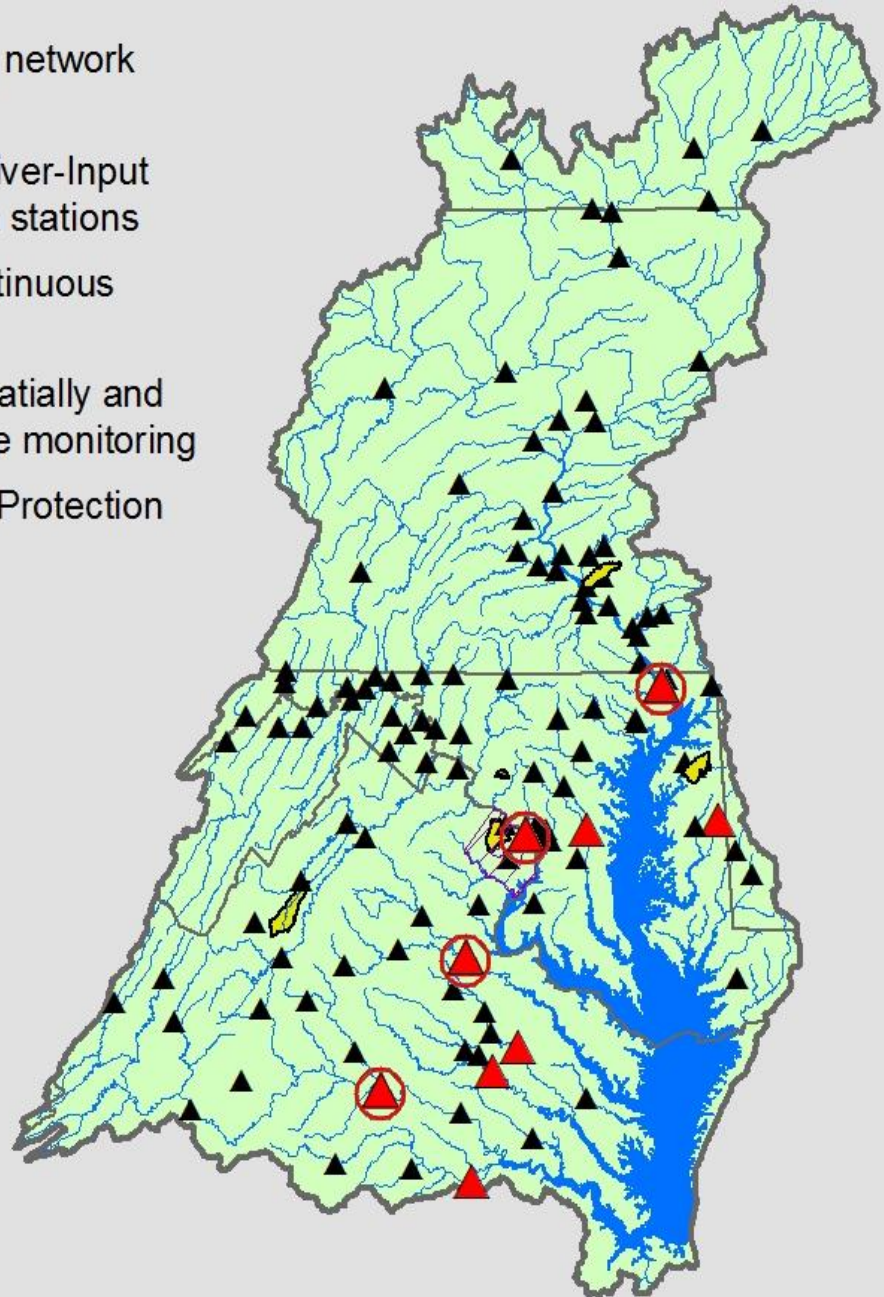 network
ver-Input
stations
tinuous
atially and
e monitoring
Protection